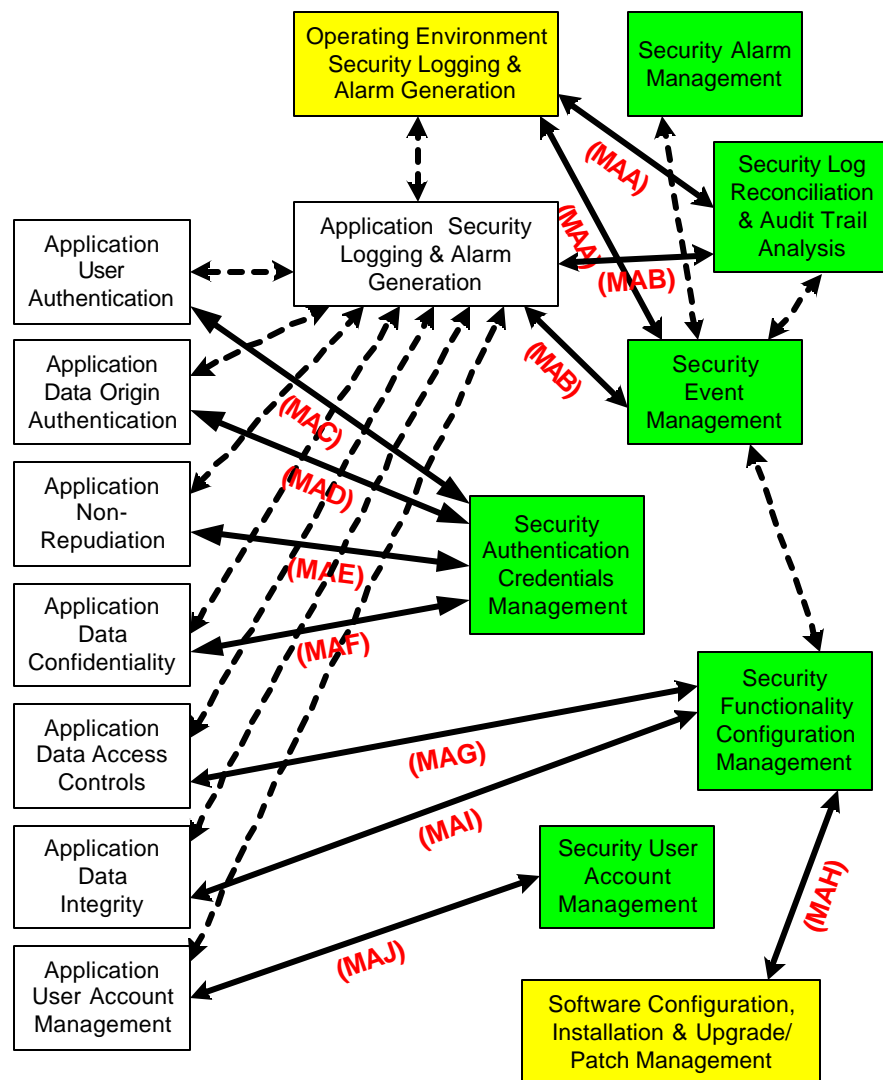 Operating Environment
Security Logging &
Alarm Generation
Security Alarm
Management
(MAA)
Security Log
Reconciliation
& Audit Trail
Analysis
Application Security
Logging & Alarm
Generation
(MAA)
(MAB)
Application
User
Authentication
Application
Data Origin
Authentication
(MAB)
Security
Event
Management
(MAC)
(MAD)
Application
Non-
Repudiation
(MAE)
Security
Authentication
Credentials
Management
Application
Data
Confidentiality
(MAF)
Security
Functionality
Configuration
Management
Application
Data Access
Controls
(MAG)
(MAI)
Application
Data
Integrity
Security User
Account
Management
(MAH)
Application
User Account
Management
(MAJ)
Software Configuration,
Installation & Upgrade/
Patch Management